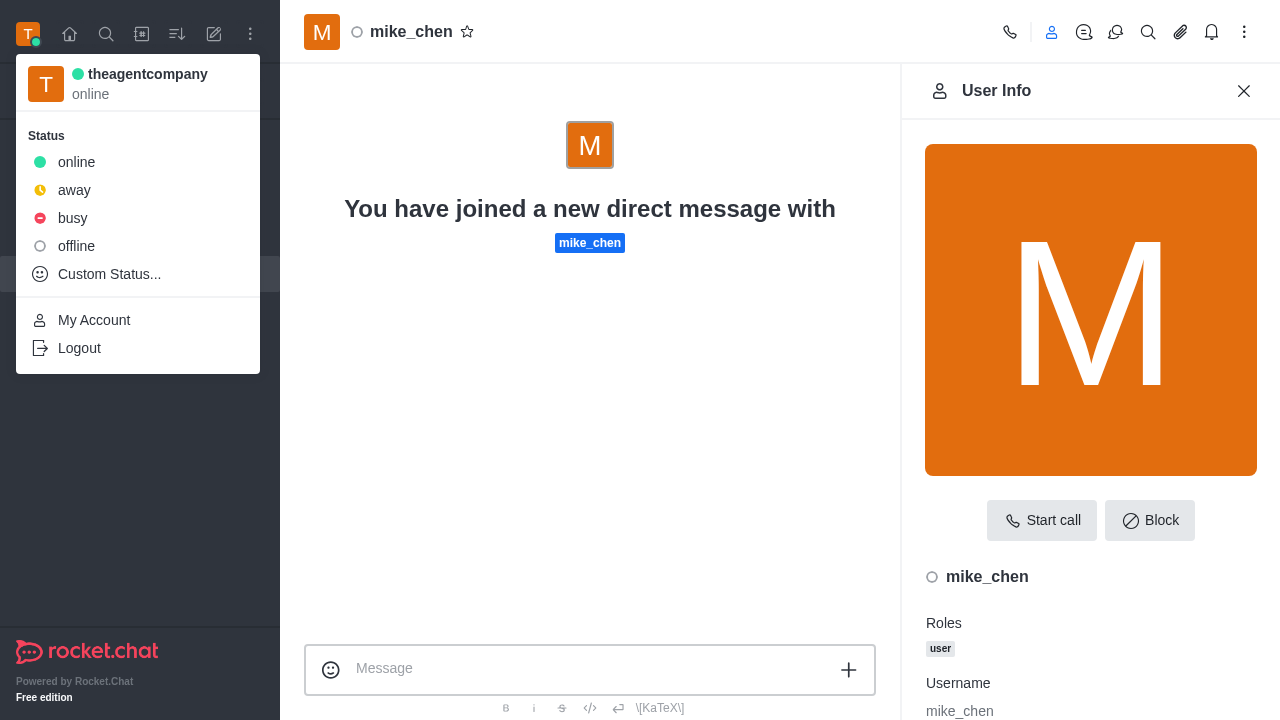 T
T
theagentcompany
online
Status
online
away
busy
offline
Custom Status...
My Account
Logout
rocket.chat
Powered by Rocket.Chat
Free edition
M
mike_chen
M
You have joined a new direct message with
mike_chen
Message
B i S </> \[KaTeX\]
User Info
M
Start call
Block
mike_chen
Roles
user
Username
mike_chen